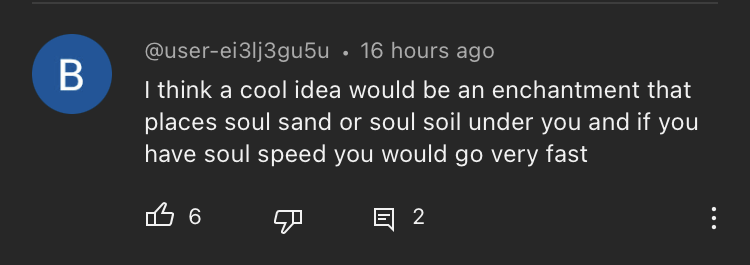 B
@user-ei3lj3gu5u • 16 hours ago
I think a cool idea would be an enchantment that
places soul sand or soul soil under you and if you
have soul speed you would go very fast
6
2